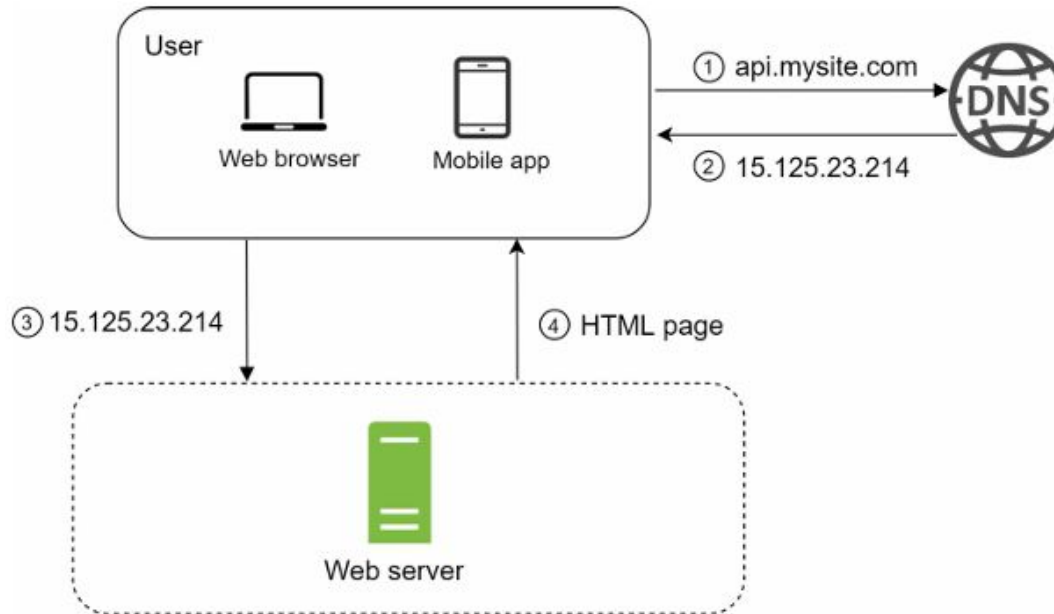 User
Web browser
Mobile app
① api.mysite.com
DNS
② 15.125.23.214
③ 15.125.23.214
④ HTML page
Web server